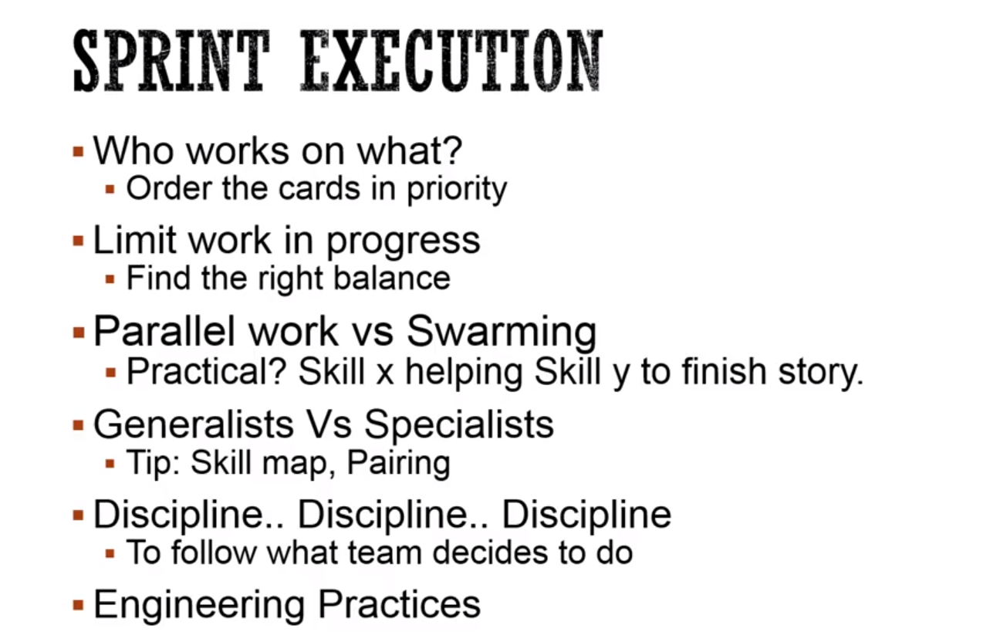 SPRINT EXECUTION
Who works on what?
Order the cards in priority
Limit work in progress
Find the right balance
Parallel work vs Swarming
Practical? Skill x helping Skill y to finish story.
Generalists Vs Specialists
Tip: Skill map, Pairing
Discipline.. Discipline.. Discipline
To follow what team decides to do
Engineering Practices